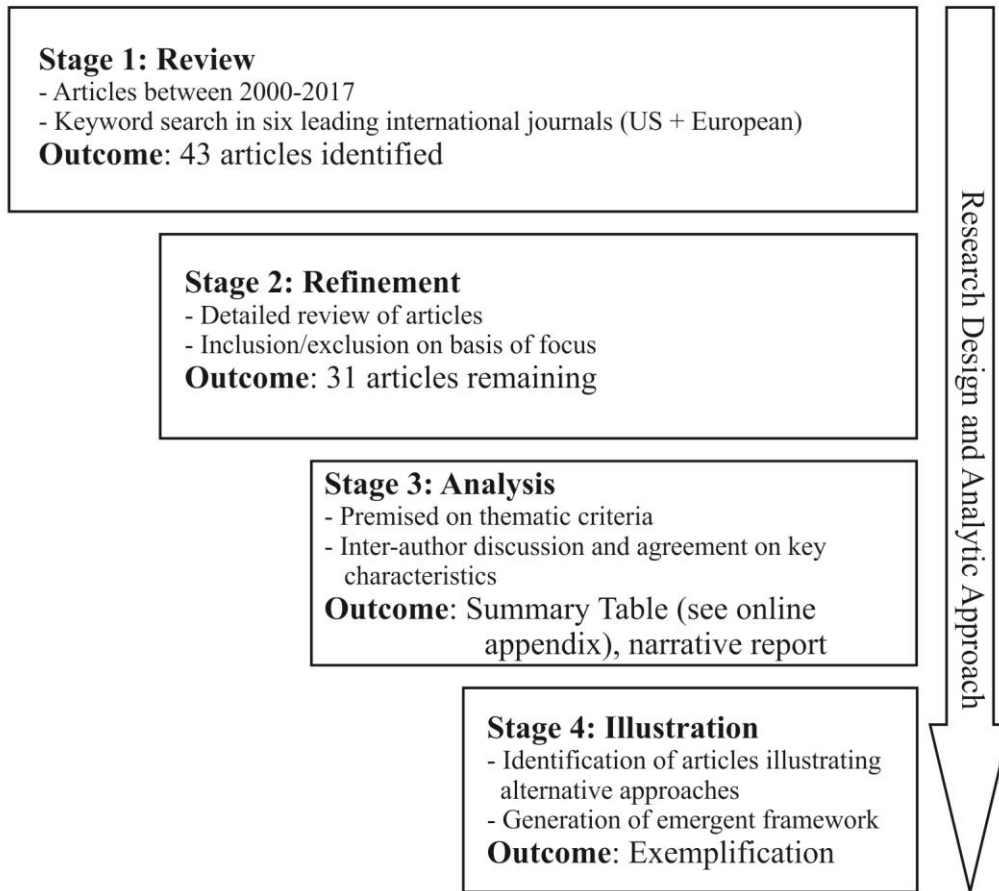 Stage 1: Review
- Articles between 2000-2017
- Keyword search in six leading international journals (US + European)
Outcome: 43 articles identified
Stage 2: Refinement
- Detailed review of articles
- Inclusion/exclusion on basis of focus
Outcome: 31 articles remaining
Stage 3: Analysis
- Premised on thematic criteria
- Inter-author discussion and agreement on key
characteristics
Outcome: Summary Table (see online
appendix), narrative report
Stage 4: Illustration
- Identification of articles illustrating
alternative approaches
- Generation of emergent framework
Outcome: Exemplification
Research Design and Analytic Approach